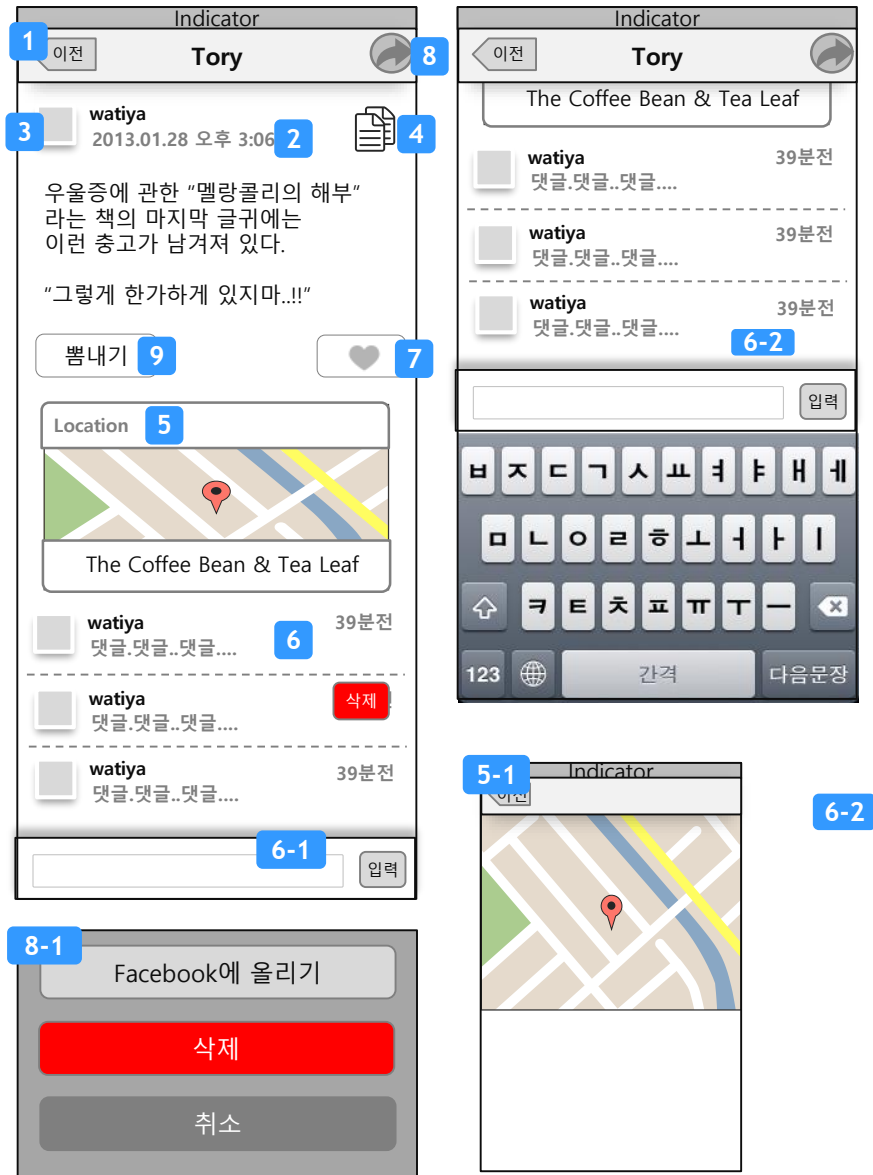 Indicator
1
이전
Tory
8
watiya
3
2013.01.28 오후 3:06
2
4
우울증에 관한 “멜랑콜리의 해부“
라는 책의 마지막 글귀에는
이런 충고가 남겨져 있다.
“그렇게 한가하게 있지마..!!”
뽐내기
9
7
Location
5
The Coffee Bean & Tea Leaf
watiya
39분전
댓글.댓글..댓글....
6
watiya
삭제
댓글.댓글..댓글....
watiya
39분전
댓글.댓글..댓글....
6-1
입력
8-1
Facebook에 올리기
삭제
취소
Indicator
이전
Tory
The Coffee Bean & Tea Leaf
watiya
39분전
댓글.댓글..댓글....
watiya
39분전
댓글.댓글..댓글....
watiya
39분전
댓글.댓글..댓글....
6-2
입력
ㅂ ㅈ ㄷ ㄱ ㅅ ㅛ ㅕ ㅑ ㅐ ㅔ
ㅁ ㄴ ㅇ ㄹ ㅎ ㅗ ㅓ ㅏ ㅣ
ㅋ ㅌ ㅊ ㅍ ㅠ ㅜ ㅡ
123 간격 다음문장
5-1
Indicator
이전
6-2